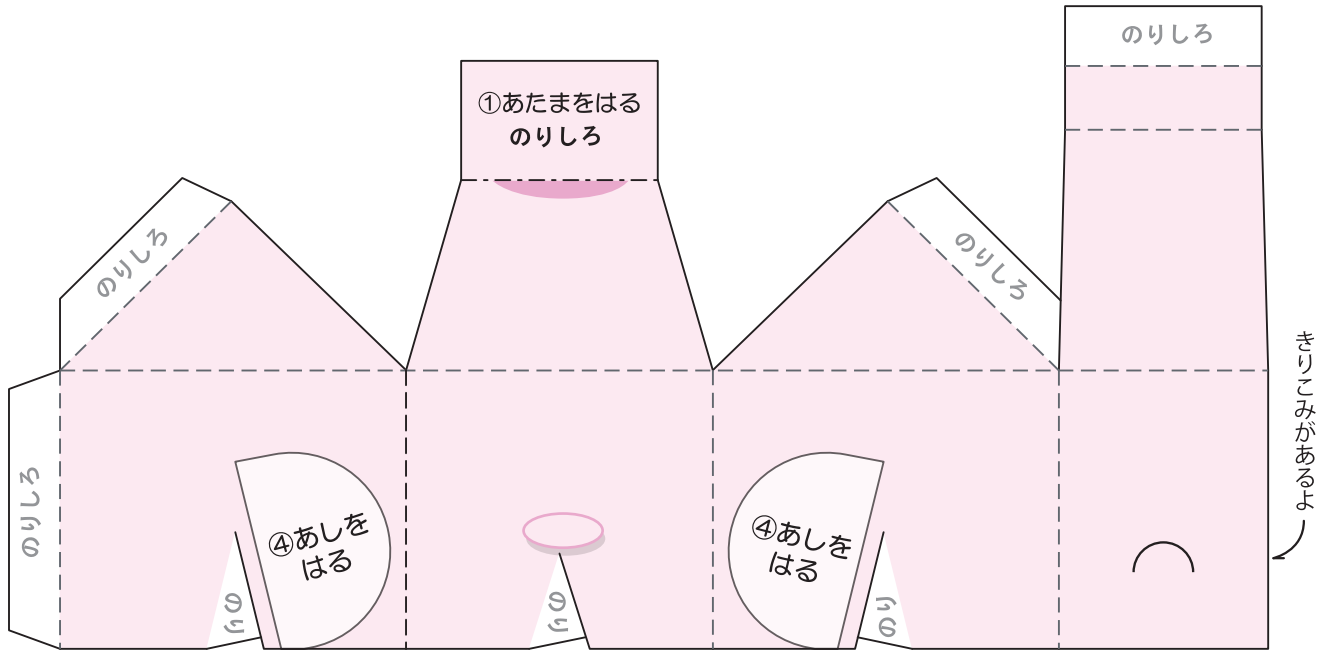 のりしろ
①あたまをはる
のりしろ
のりしろ
のりしろ
きりこみがあるよ
のりしろ
④あしを
はる
④あしを
はる
のり
のり
のり